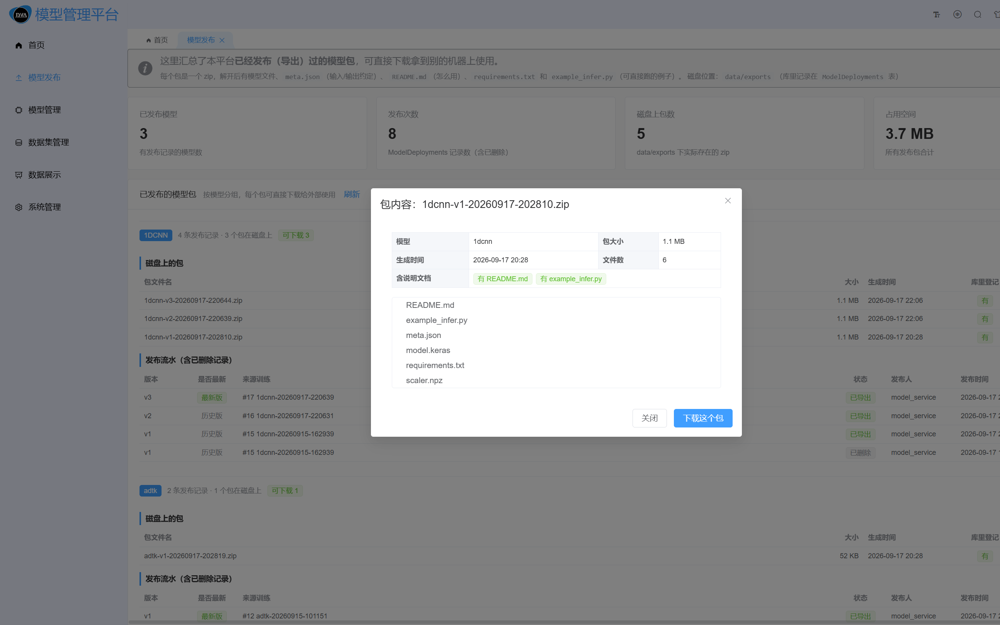 DVA 模型管理平台
首页
模型发布
模型管理
数据集管理
数据展示
系统管理
首页 模型发布
这里汇总了本平台已经发布（导出）过的模型包，可直接下载拿到别的机器上使用。
每个包是一个 zip，解开后有模型文件、 meta.json （输入/输出约定）、 README.md （怎么用）、 requirements.txt 和 example_infer.py （可直接跑的例子）。 磁盘位置： data/exports （库里记录在 ModelDeployments 表）
已发布模型
3
有发布记录的模型数
发布次数
8
ModelDeployments 记录数（含已删除）
磁盘上包数
5
data/exports 下实际存在的 zip
占用空间
3.7 MB
所有发布包合计
已发布的模型包 按模型分组，每个包可直接下载给外部使用 刷新
1DCNN 4 条发布记录 · 3 个包在磁盘上 可下载 3
磁盘上的包
包文件名 大小 生成时间 库里登记
1dcnn-v3-20260917-220644.zip 1.1 MB 2026-09-17 22:06 有
1dcnn-v2-20260917-220639.zip 1.1 MB 2026-09-17 22:06 有
1dcnn-v1-20260917-202810.zip 1.1 MB 2026-09-17 20:28 有
发布流水（含已删除记录）
版本 是否最新 来源训练 状态 发布人 发布时间
v3 最新版 #17 1dcnn-20260917-220639 已导出 model_service 2026-09-17
v2 历史版 #16 1dcnn-20260917-220631 已导出 model_service 2026-09-17
v1 历史版 #15 1dcnn-20260915-162939 已导出 model_service 2026-09-17
v1 历史版 #15 1dcnn-20260915-162939 已删除 model_service 2026-09-17
adtk 2 条发布记录 · 1 个包在磁盘上 可下载 1
磁盘上的包
包文件名 大小 生成时间 库里登记
adtk-v1-20260917-202819.zip 52 KB 2026-09-17 20:28 有
发布流水（含已删除记录）
版本 是否最新 来源训练 状态 发布人 发布时间
v1 最新版 #12 adtk-20260915-101151 已导出 model_service 2026-09-17
包内容：1dcnn-v1-20260917-202810.zip
模型 1dcnn 包大小 1.1 MB
生成时间 2026-09-17 20:28 文件数 6
含说明文档 有 README.md 有 example_infer.py
README.md
example_infer.py
meta.json
model.keras
requirements.txt
scaler.npz
关闭 下载这个包